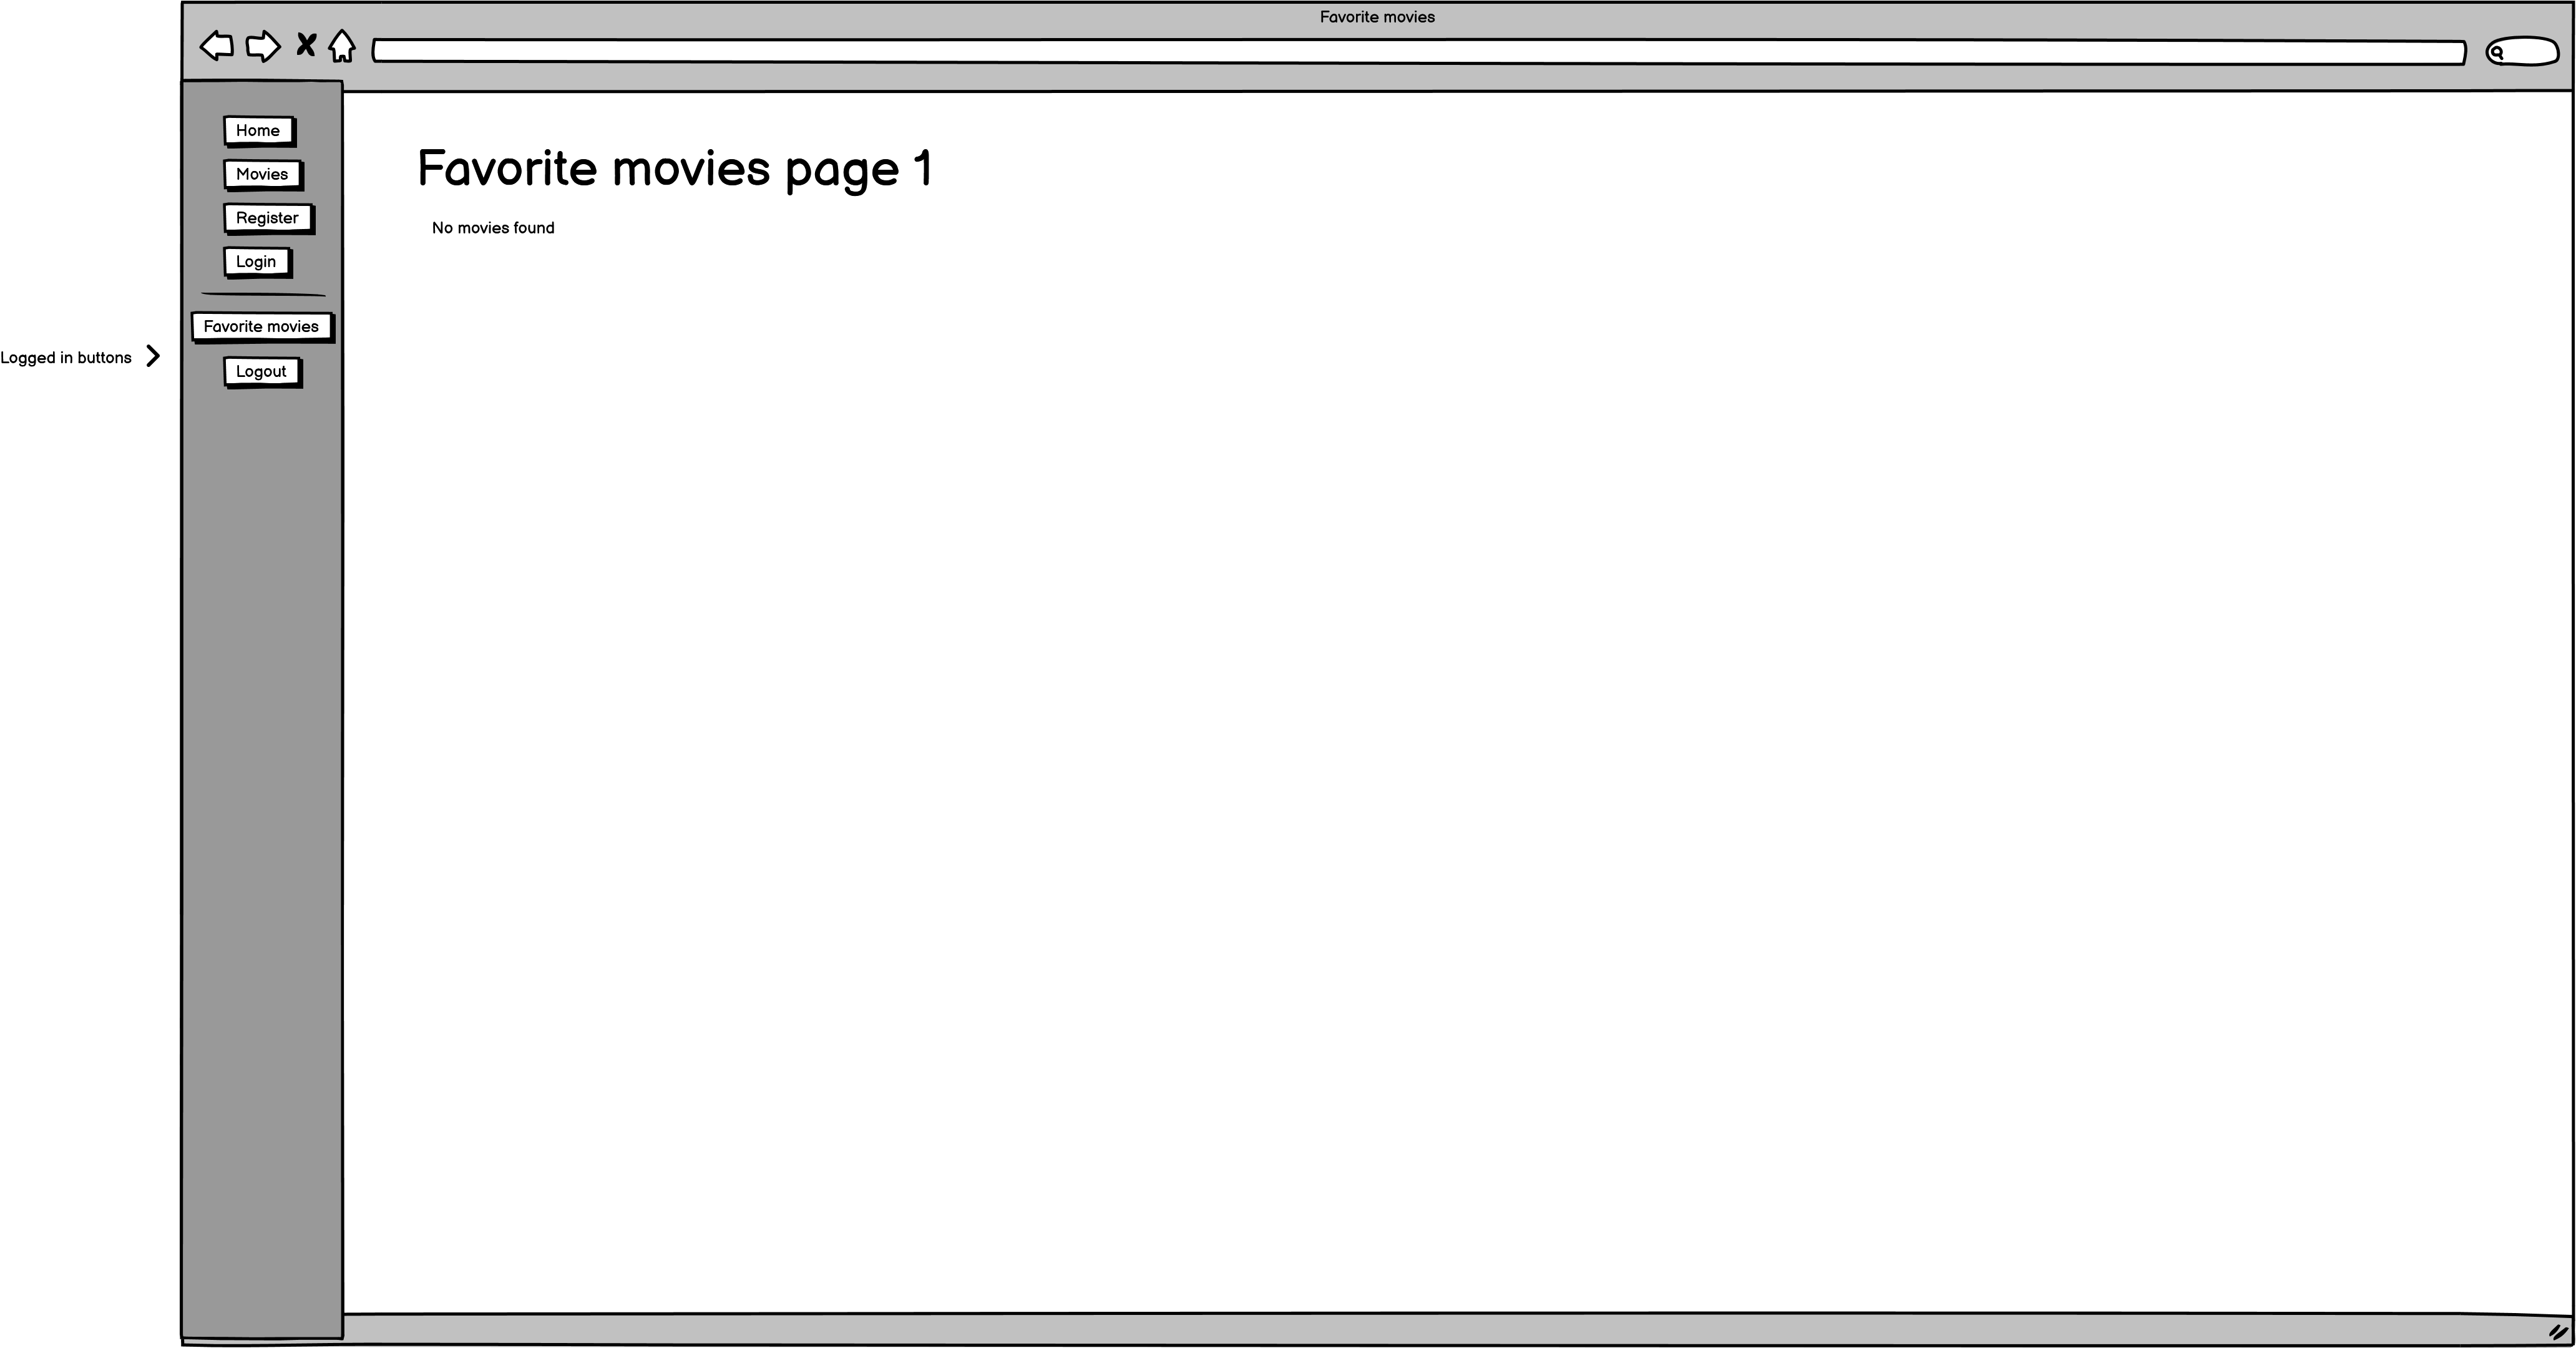 Favorite movies
Home
Movies
Register
Login
Favorite movies
Logged in buttons
Logout
Favorite movies page 1
No movies found